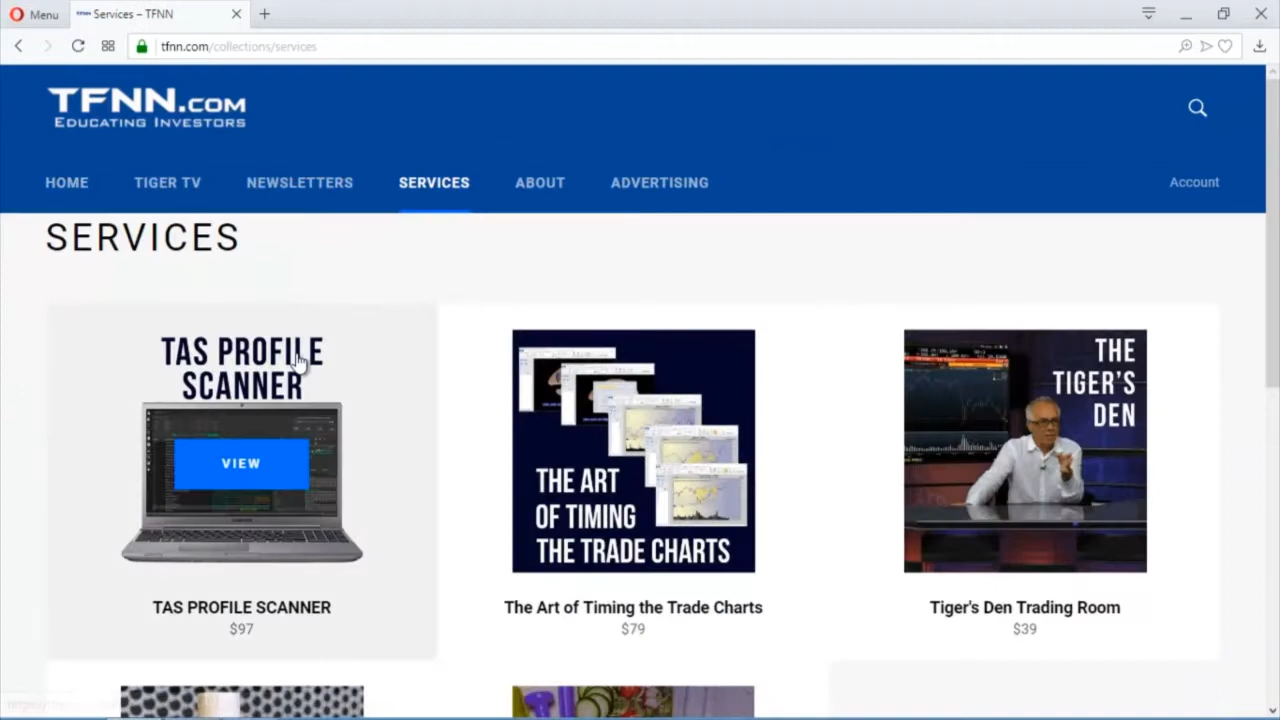 Menu
Services – TFNN
tfnn.com/collections/services
TFNN.COM
EDUCATING INVESTORS
HOME
TIGER TV
NEWSLETTERS
SERVICES
ABOUT
ADVERTISING
Account
SERVICES
TAS PROFILE
SCANNER
VIEW
TAS PROFILE SCANNER
$97
THE ART
OF TIMING
THE TRADE CHARTS
The Art of Timing the Trade Charts
$79
THE
TIGER'S
DEN
Tiger's Den Trading Room
$39